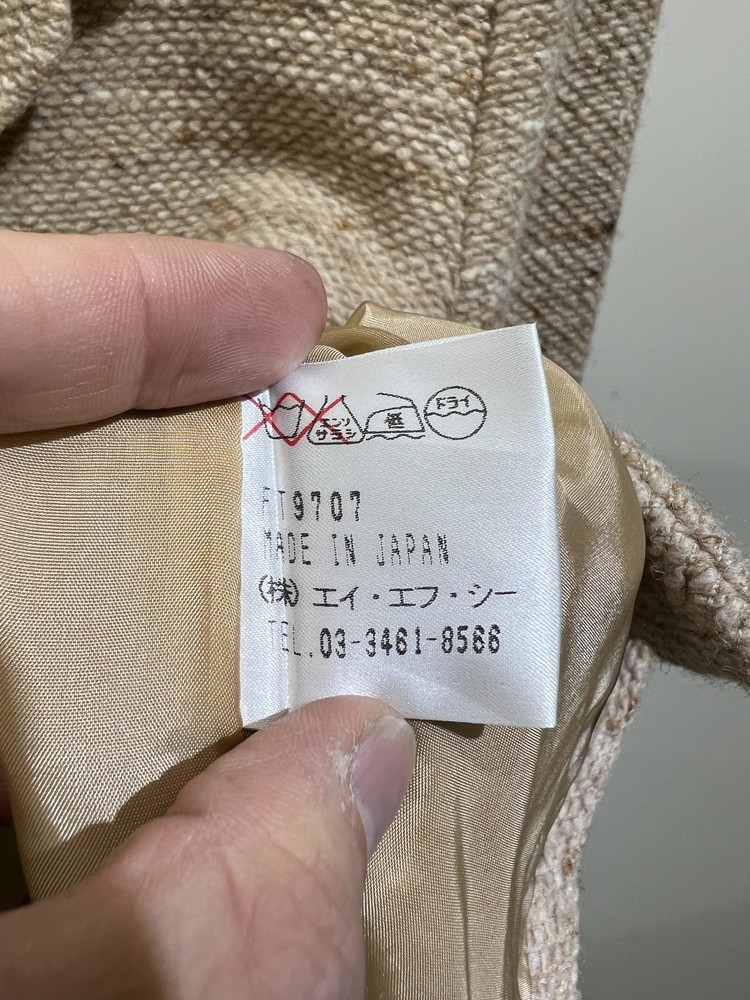 エンソ サラシ 低 ドライ
FT9707
MADE IN JAPAN
(株)エイ・エフ・シー
TEL.03-3461-8566